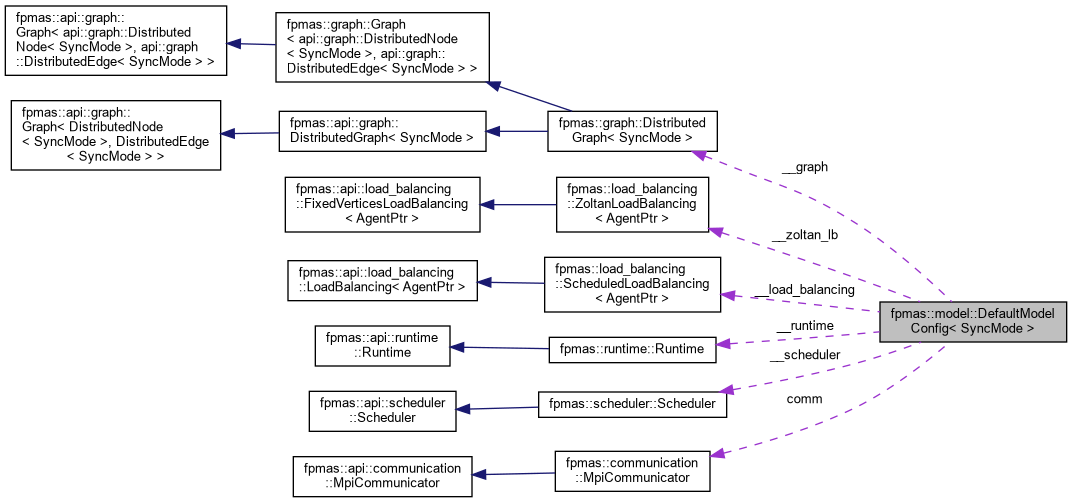 fpmas::api::graph::
Graph< api::graph::Distributed
Node< SyncMode >, api::graph
::DistributedEdge< SyncMode > >
fpmas::graph::Graph
< api::graph::DistributedNode
< SyncMode >, api::graph::
DistributedEdge< SyncMode > >
fpmas::api::graph::
Graph< DistributedNode
< SyncMode >, DistributedEdge
< SyncMode > >
fpmas::api::graph::
DistributedGraph< SyncMode >
fpmas::graph::Distributed
Graph< SyncMode >
__graph
fpmas::api::load_balancing
::FixedVerticesLoadBalancing
< AgentPtr >
fpmas::load_balancing
::ZoltanLoadBalancing
< AgentPtr >
__zoltan_lb
fpmas::api::load_balancing
::LoadBalancing< AgentPtr >
fpmas::load_balancing
::ScheduledLoadBalancing
< AgentPtr >
__load_balancing
fpmas::model::DefaultModel
Config< SyncMode >
fpmas::api::runtime
::Runtime
fpmas::runtime::Runtime
__runtime
fpmas::api::scheduler
::Scheduler
fpmas::scheduler::Scheduler
__scheduler
fpmas::api::communication
::MpiCommunicator
fpmas::communication
::MpiCommunicator
comm